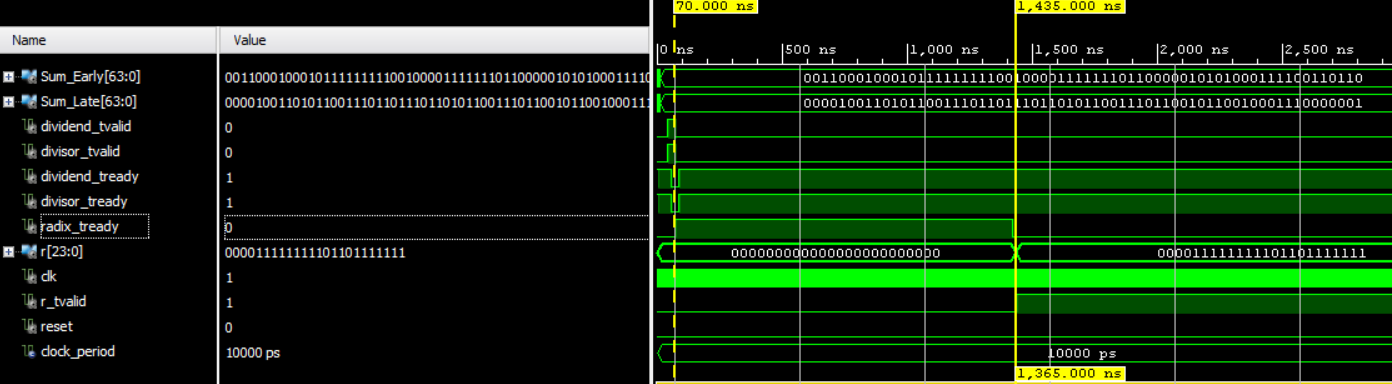 70.000 ns 1,435.000 ns
Name Value
0 ns 500 ns 1,000 ns 1,500 ns 2,000 ns 2,500 ns
Sum_Early[63:0] 001100010001011111111100100001111111011000001010100011110 0011000100010111111111001000011111110110000010101000111100110110
Sum_Late[63:0] 000010011010110011101101110110101100111011001011001000111 0000100110101100111011011101101011001110110010110010001110000001
dividend_tvalid 0
divisor_tvalid 0
dividend_tready 1
divisor_tready 1
radix_tready 0
r[23:0] 000011111111101101111111 000000000000000000000000 000011111111101101111111
clk 1
r_tvalid 1
reset 0
clock_period 10000 ps 10000 ps
1,365.000 ns